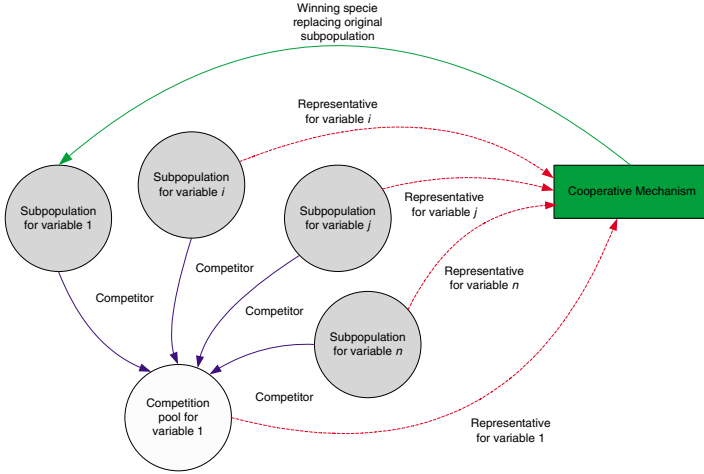 Winning specie
replacing original
subpopulation
Representative
for variable i
Subpopulation
for variable i
Subpopulation
for variable 1
Subpopulation
for variable j
Cooperative Mechanism
Representative
for variable j
Competitor
Representative
for variable n
Competitor
Competitor
Subpopulation
for variable n
Competitor
Competition
pool for
variable 1
Representative
for variable 1